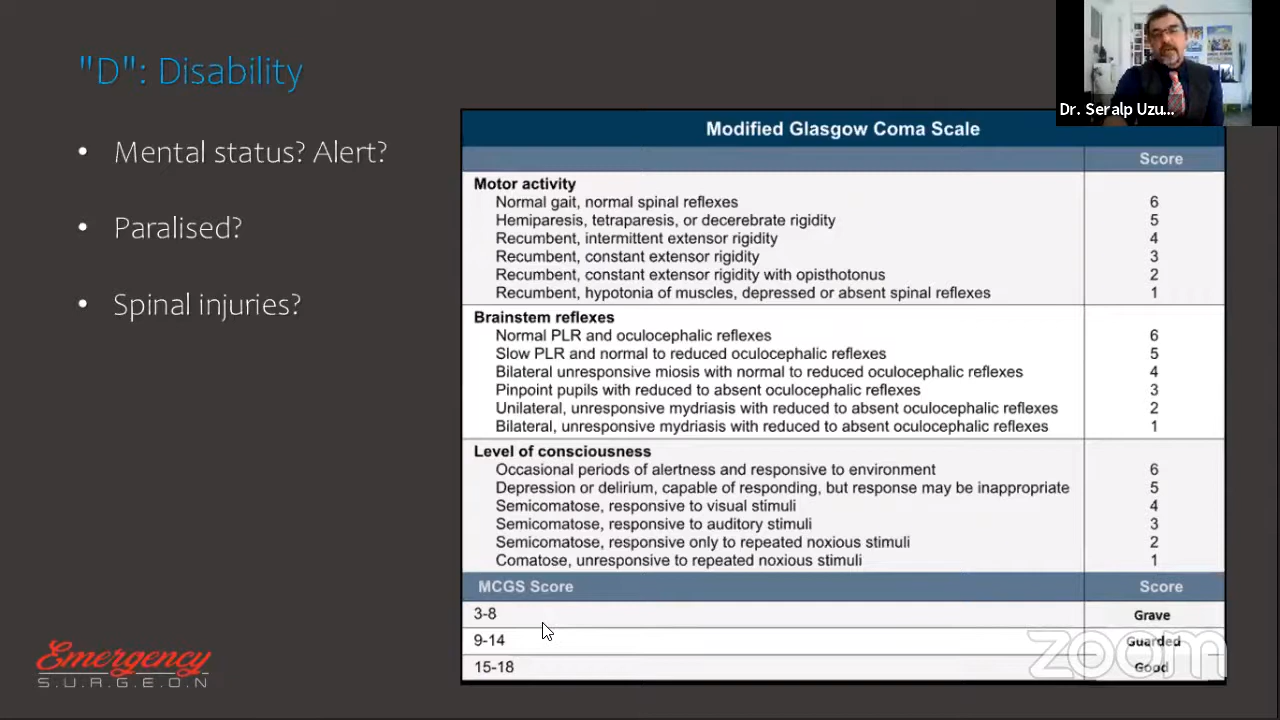 "D": Disability
• Mental status? Alert?
• Paralised?
• Spinal injuries?
Dr. Seralp Uzu...
Modified Glasgow Coma Scale
Score
Motor activity
Normal gait, normal spinal reflexes 6
Hemiparesis, tetraparesis, or decerebrate rigidity 5
Recumbent, intermittent extensor rigidity 4
Recumbent, constant extensor rigidity 3
Recumbent, constant extensor rigidity with opisthotonus 2
Recumbent, hypotonia of muscles, depressed or absent spinal reflexes 1
Brainstem reflexes
Normal PLR and oculocephalic reflexes 6
Slow PLR and normal to reduced oculocephalic reflexes 5
Bilateral unresponsive miosis with normal to reduced oculocephalic reflexes 4
Pinpoint pupils with reduced to absent oculocephalic reflexes 3
Unilateral, unresponsive mydriasis with reduced to absent oculocephalic reflexes 2
Bilateral, unresponsive mydriasis with reduced to absent oculocephalic reflexes 1
Level of consciousness
Occasional periods of alertness and responsive to environment 6
Depression or delirium, capable of responding, but response may be inappropriate 5
Semicomatose, responsive to visual stimuli 4
Semicomatose, responsive to auditory stimuli 3
Semicomatose, responsive only to repeated noxious stimuli 2
Comatose, unresponsive to repeated noxious stimuli 1
MCGS Score Score
3-8 Grave
9-14 Guarded
15-18 Good
zoom
Emergency
S.U.R.G.E.O.N